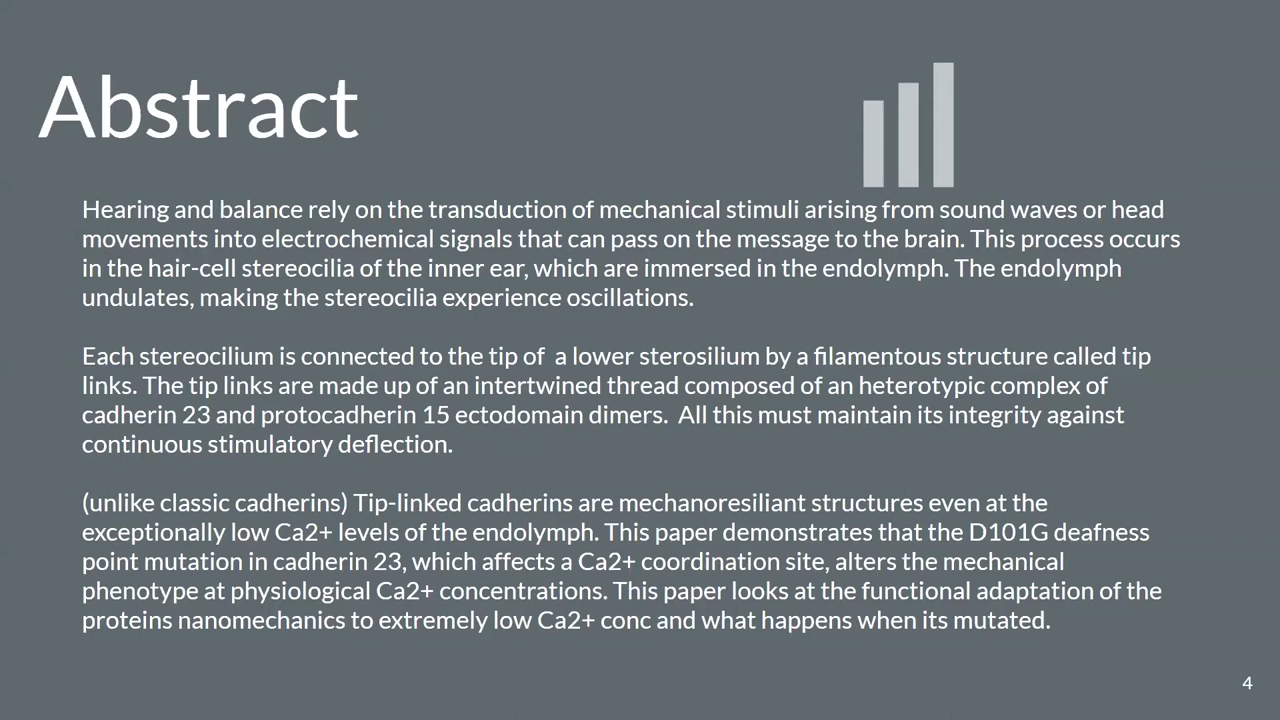 Abstract
Hearing and balance rely on the transduction of mechanical stimuli arising from sound waves or head
movements into electrochemical signals that can pass on the message to the brain. This process occurs
in the hair-cell stereocilia of the inner ear, which are immersed in the endolymph. The endolymph
undulates, making the stereocilia experience oscillations.
Each stereocilium is connected to the tip of  a lower sterosilium by a filamentous structure called tip
links. The tip links are made up of an intertwined thread composed of an heterotypic complex of
cadherin 23 and protocadherin 15 ectodomain dimers.  All this must maintain its integrity against
continuous stimulatory deflection.
(unlike classic cadherins) Tip-linked cadherins are mechanoresiliant structures even at the
exceptionally low Ca2+ levels of the endolymph. This paper demonstrates that the D101G deafness
point mutation in cadherin 23, which affects a Ca2+ coordination site, alters the mechanical
phenotype at physiological Ca2+ concentrations. This paper looks at the functional adaptation of the
proteins nanomechanics to extremely low Ca2+ conc and what happens when its mutated.
4